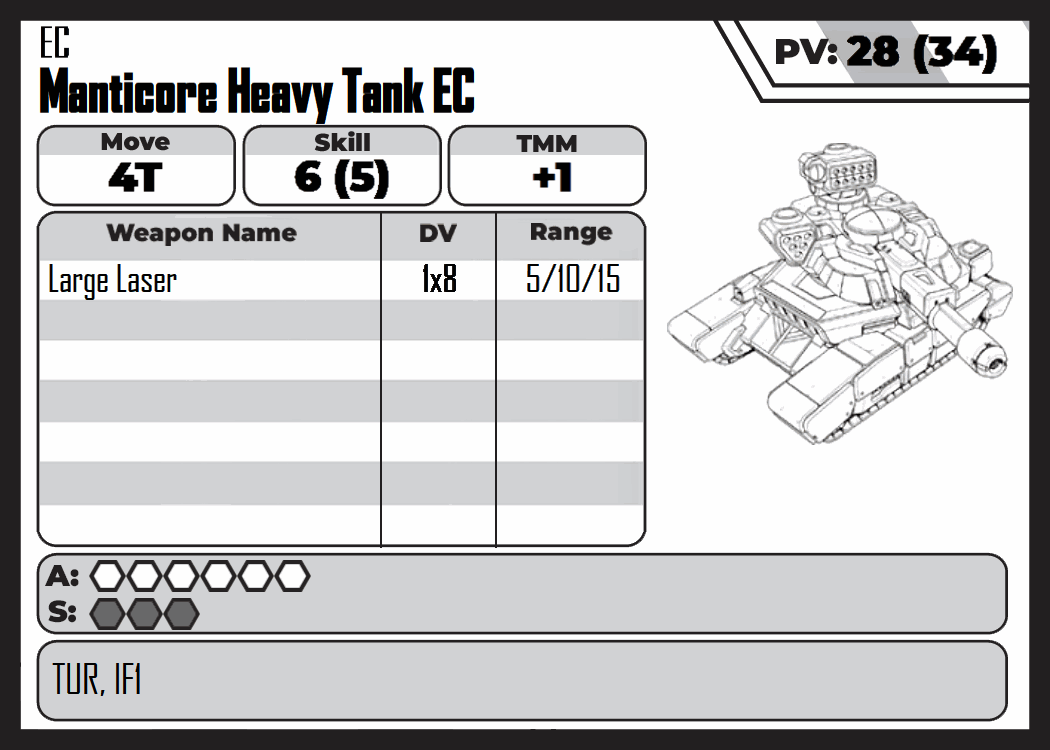 EC
PV: 28 (34)
Manticore Heavy Tank EC
Move Skill TMM
4T 6 (5) +1
Weapon Name DV Range
Large Laser 1x8 5/10/15
A:
S:
TUR, IF1